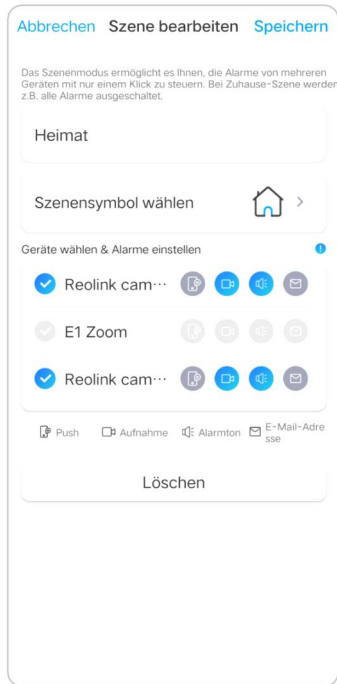 Abbrechen Szene bearbeiten Speichern
Das Szenenmodus ermöglicht es Ihnen, die Alarme von mehreren
Geräten mit nur einem Klick zu steuern. Bei Zuhause-Szene werden
z.B. alle Alarme ausgeschaltet.
Heimat
Szenensymbol wählen
Geräte wählen & Alarme einstellen
Reolink cam···
E1 Zoom
Reolink cam···
Push Aufnahme Alarmton E-Mail-Adre
sse
Löschen